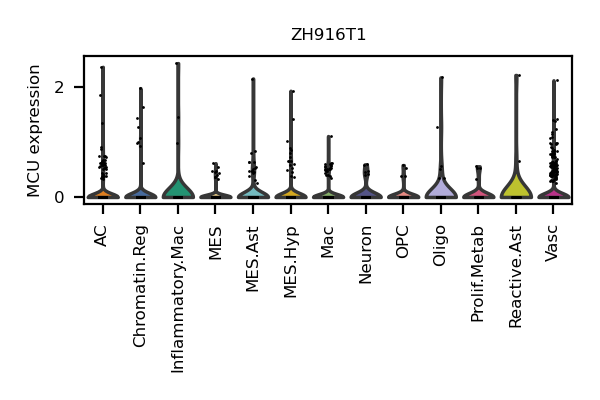 ZH916T1
MCU expression
2
0
AC
Chromatin.Reg
Inflammatory.Mac
MES
MES.Ast
MES.Hyp
Mac
Neuron
OPC
Oligo
Prolif.Metab
Reactive.Ast
Vasc